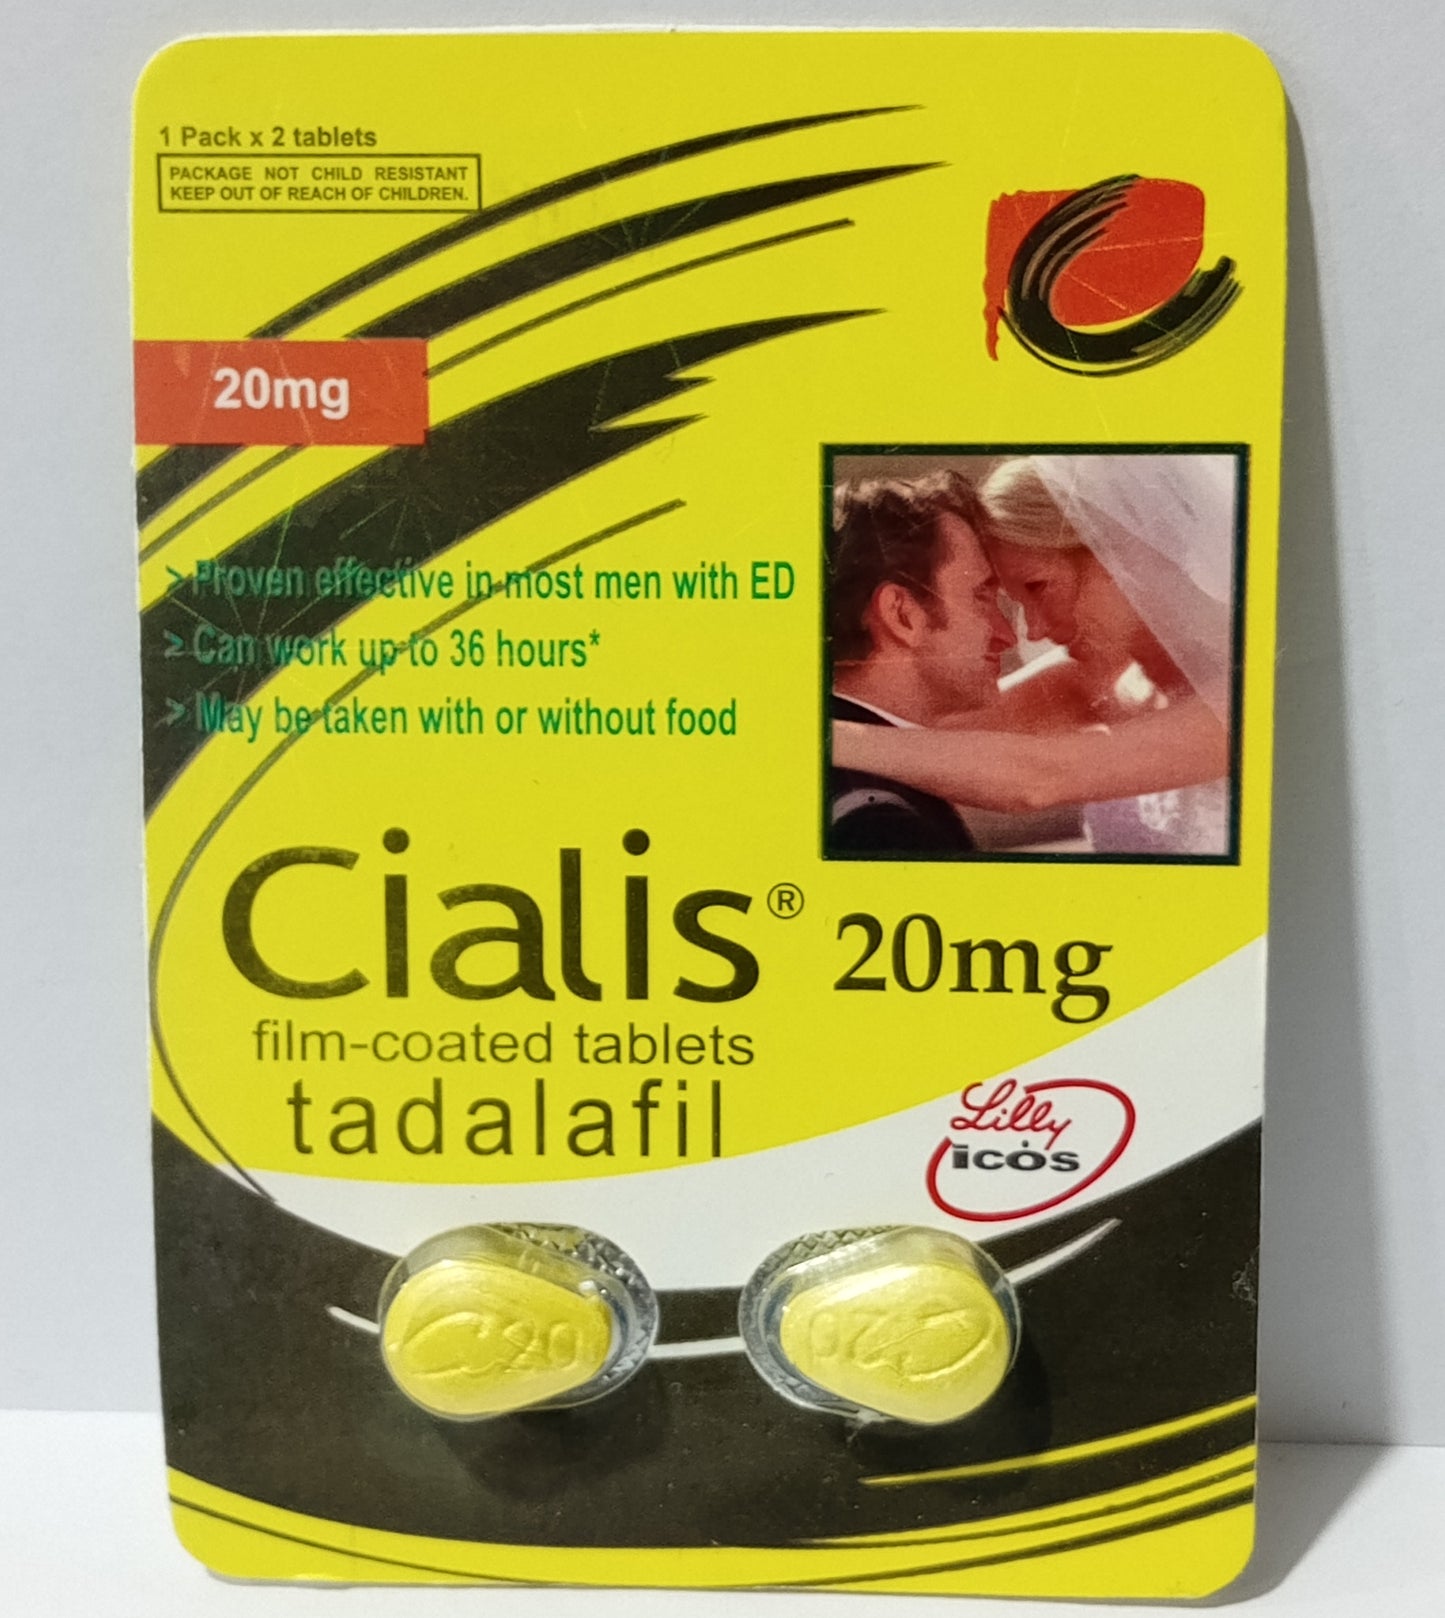 1 Pack x 2 tablets
PACKAGE NOT CHILD RESISTANT
KEEP OUT OF REACH OF CHILDREN.
20mg
> Proven effective in most men with ED
> Can work up to 36 hours*
> May be taken with or without food
Cialis® 20mg
film-coated tablets
tadalafil
Lilly
icos
20
20